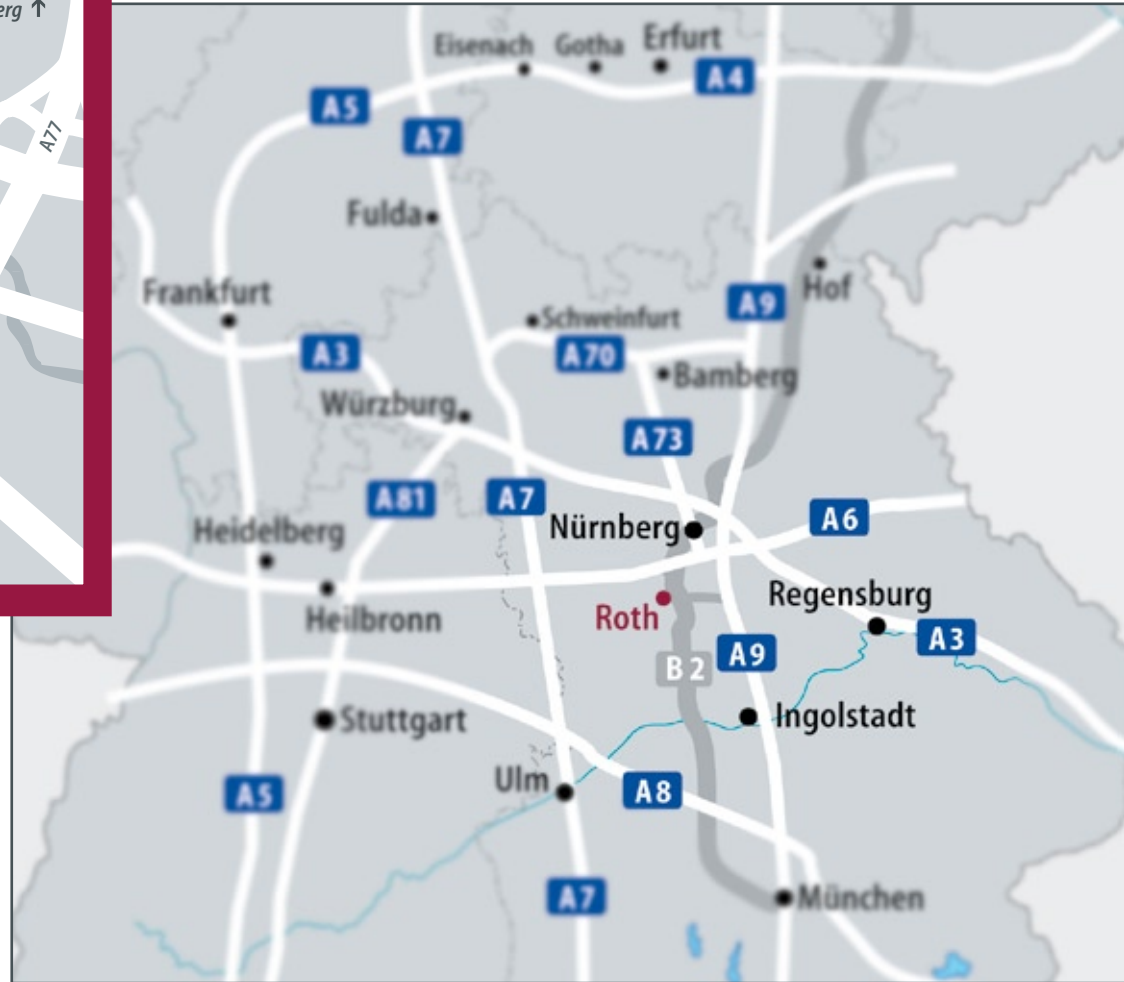 A77
Eisenach Gotha Erfurt
A4
A5
A7
Fulda
Frankfurt
Hof
A9
Schweinfurt
A3
A70
Bamberg
Würzburg
A73
A81
A7
A6
Nürnberg
Heidelberg
Regensburg
Roth
Heilbronn
A3
A9
B 2
Ingolstadt
Stuttgart
Ulm
A8
A5
A7
München